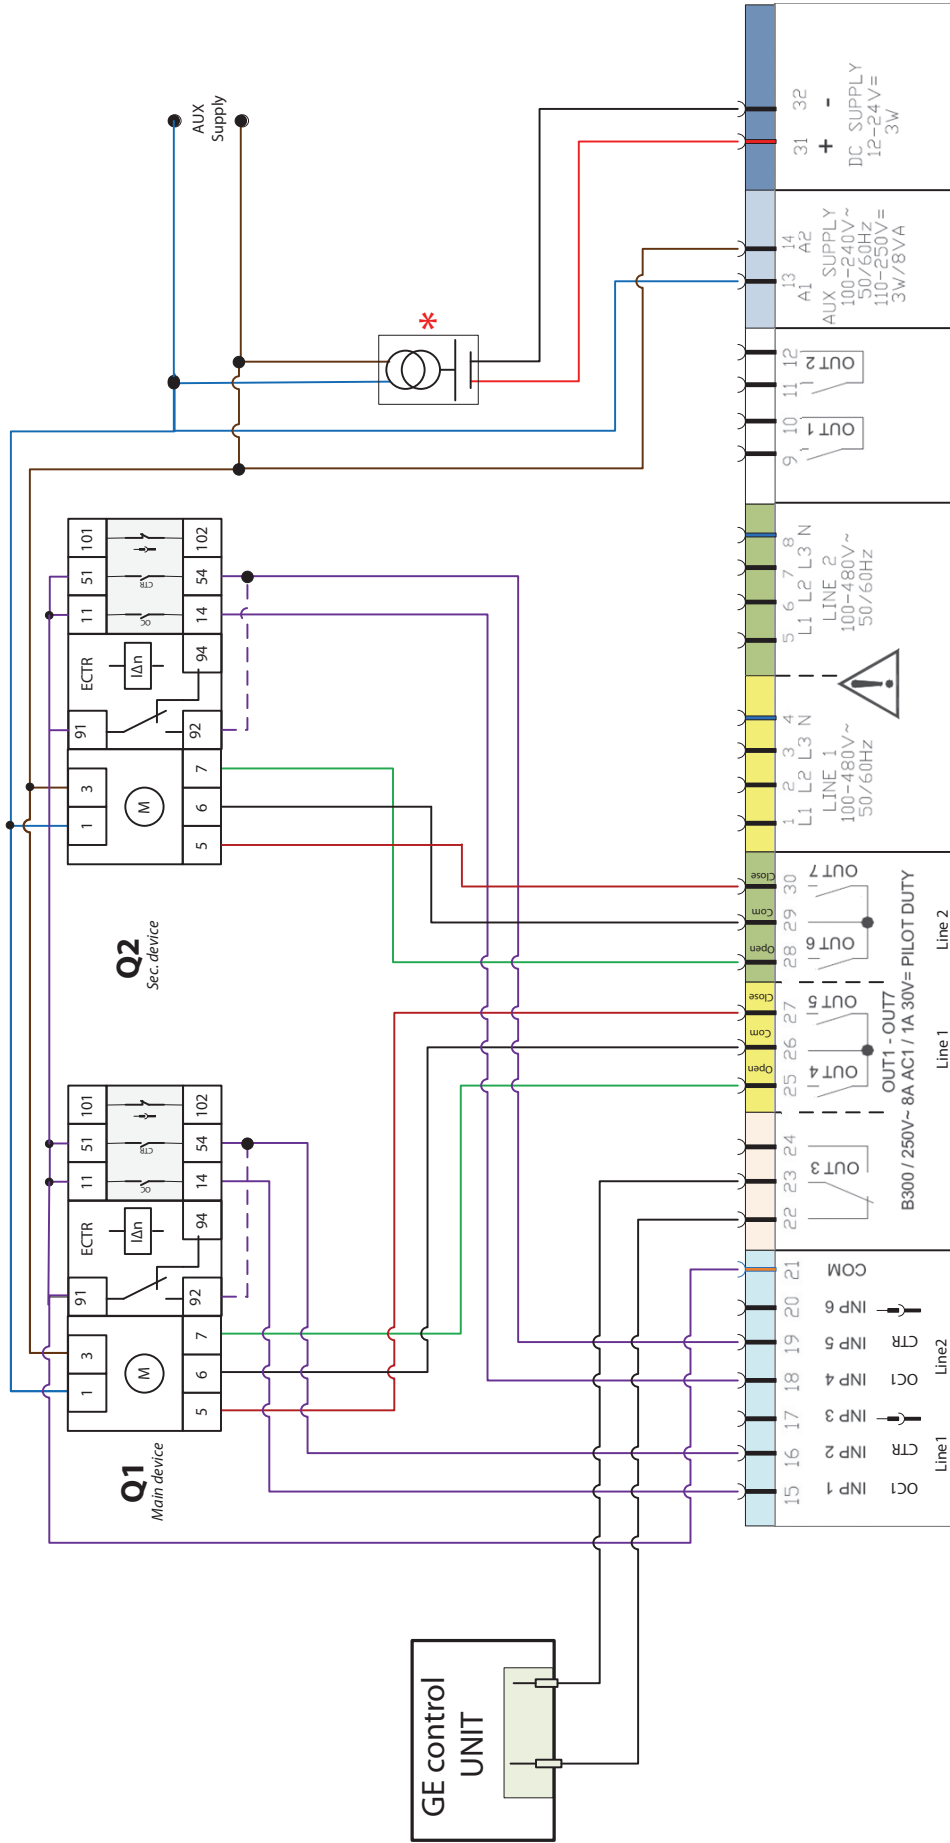 AUX
Supply
*
Q2
Sec. device
1
3
M
5
6
7
91
ECTR
I∆n
92
94
11
51
101
OC
CTR
14
54
102
Q1
Main device
1
3
M
5
6
7
91
ECTR
I∆n
92
94
11
51
101
OC
CTR
14
54
102
GE control
UNIT
15
16
17
18
19
20
21
INP 1
INP 2
INP 3
INP 4
INP 5
INP 6
COM
OC1
CTR
OC1
CTR
Line1
Line2
22
23
24
OUT 3
Open
Com
Close
25
26
27
OUT 4
OUT 5
Open
Com
Close
28
29
30
OUT 6
OUT 7
OUT1 - OUT7
B300 / 250V~ 8A AC1 / 1A 30V= PILOT DUTY
Line 1
Line 2
1
2
3
4
L1
L2
L3
N
LINE 1
100-480V~
50/60Hz
5
6
7
8
L1
L2
L3
N
LINE 2
100-480V~
50/60Hz
9
10
11
12
OUT 1
OUT 2
13
14
A1
A2
AUX SUPPLY
100-240V~
50/60Hz
110-250V=
3W/8VA
31
32
+
-
DC SUPPLY
12-24V=
3W